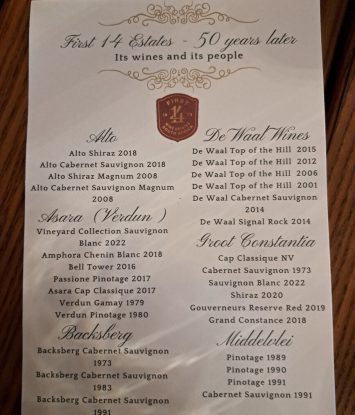 First 14 Estates - 50 years later
Its wines and its people
FIRST
14
Alto
Alto Shiraz 2018
Alto Cabernet Sauvignon 2018
Alto Shiraz Magnum 2008
Alto Cabernet Sauvignon Magnum
2008
Asara (Verdun )
Vineyard Collection Sauvignon
Blanc 2022
Amphora Chenin Blanc 2018
Bell Tower 2016
Passione Pinotage 2017
Asara Cap Classique 2017
Verdun Gamay 1979
Verdun Pinotage 1980
Backsberg
Backsberg Cabernet Sauvignon
1973
Backsberg Cabernet Sauvignon
1983
Backsberg Cabernet Sauvignon
1991
De Waal Wines
De Waal Top of the Hill 2015
De Waal Top of the Hill 2012
De Waal Top of the Hill 2006
De Waal Top of the Hill 2001
De Waal Cabernet Sauvignon
2014
De Waal Signal Rock 2014
Groot Constantia
Cap Classique NV
Cabernet Sauvignon 1973
Sauvignon Blanc 2022
Shiraz 2020
Gouverneurs Reserve Red 2019
Grand Constance 2018
Middelvlei
Pinotage 1989
Pinotage 1990
Pinotage 1991
Cabernet Sauvignon 1991